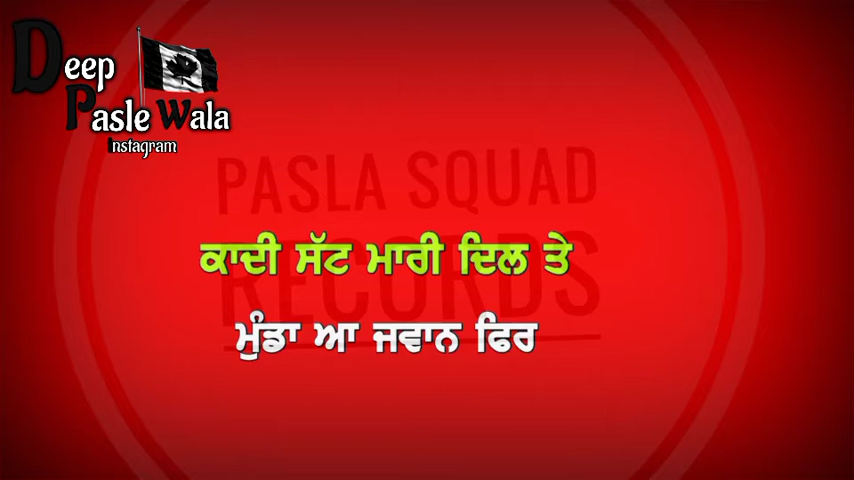 Deep
Pasle Wala
Instagram
PASLA SQUAD
RECORDS
ਕਾਦੀ ਸੱਟ ਮਾਰੀ ਦਿਲ ਤੇ
ਮੁੰਡਾ ਆ ਜਵਾਨ ਫਿਰ